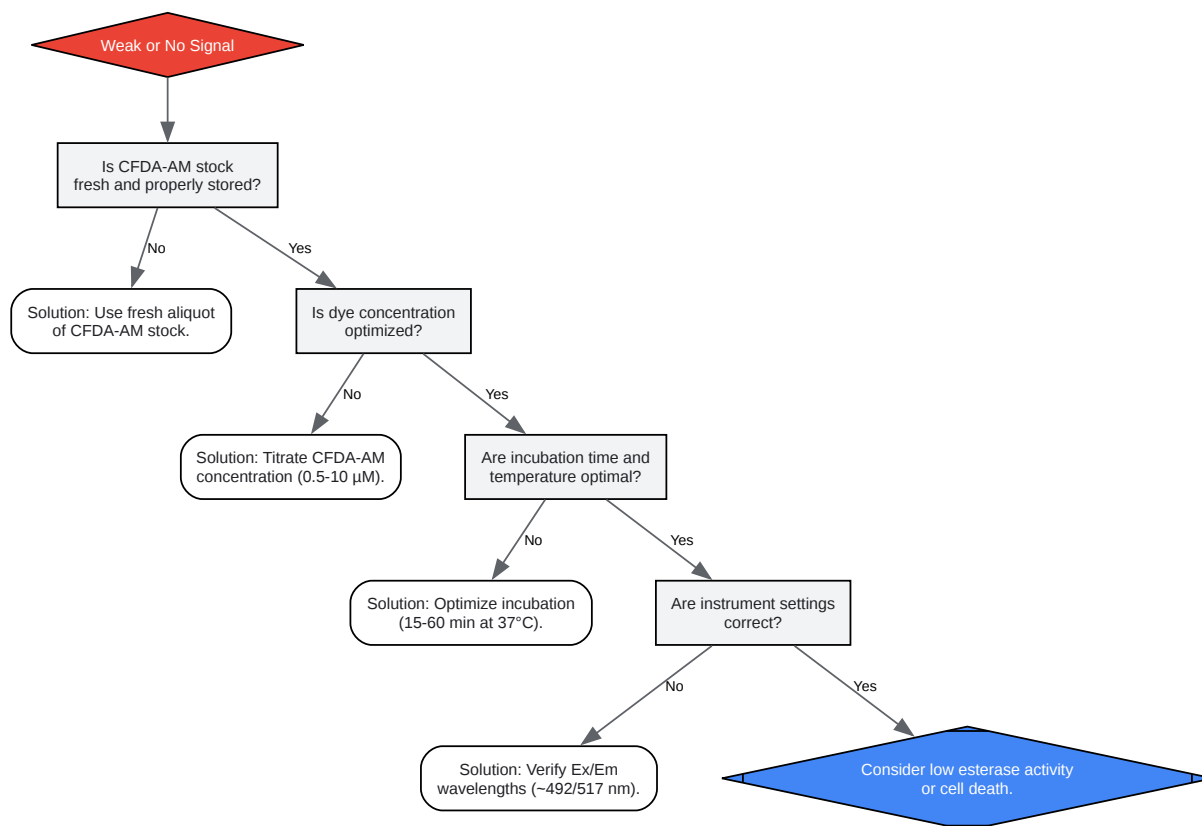 Weak or No Signal
Is CFDA-AM stock
fresh and properly stored?
No
Yes
Solution: Use fresh aliquot
of CFDA-AM stock.
Is dye concentration
optimized?
No
Yes
Solution: Titrate CFDA-AM
concentration (0.5-10 µM).
Are incubation time and
temperature optimal?
No
Yes
Solution: Optimize incubation
(15-60 min at 37°C).
Are instrument settings
correct?
No
Yes
Solution: Verify Ex/Em
wavelengths (~492/517 nm).
Consider low esterase activity
or cell death.